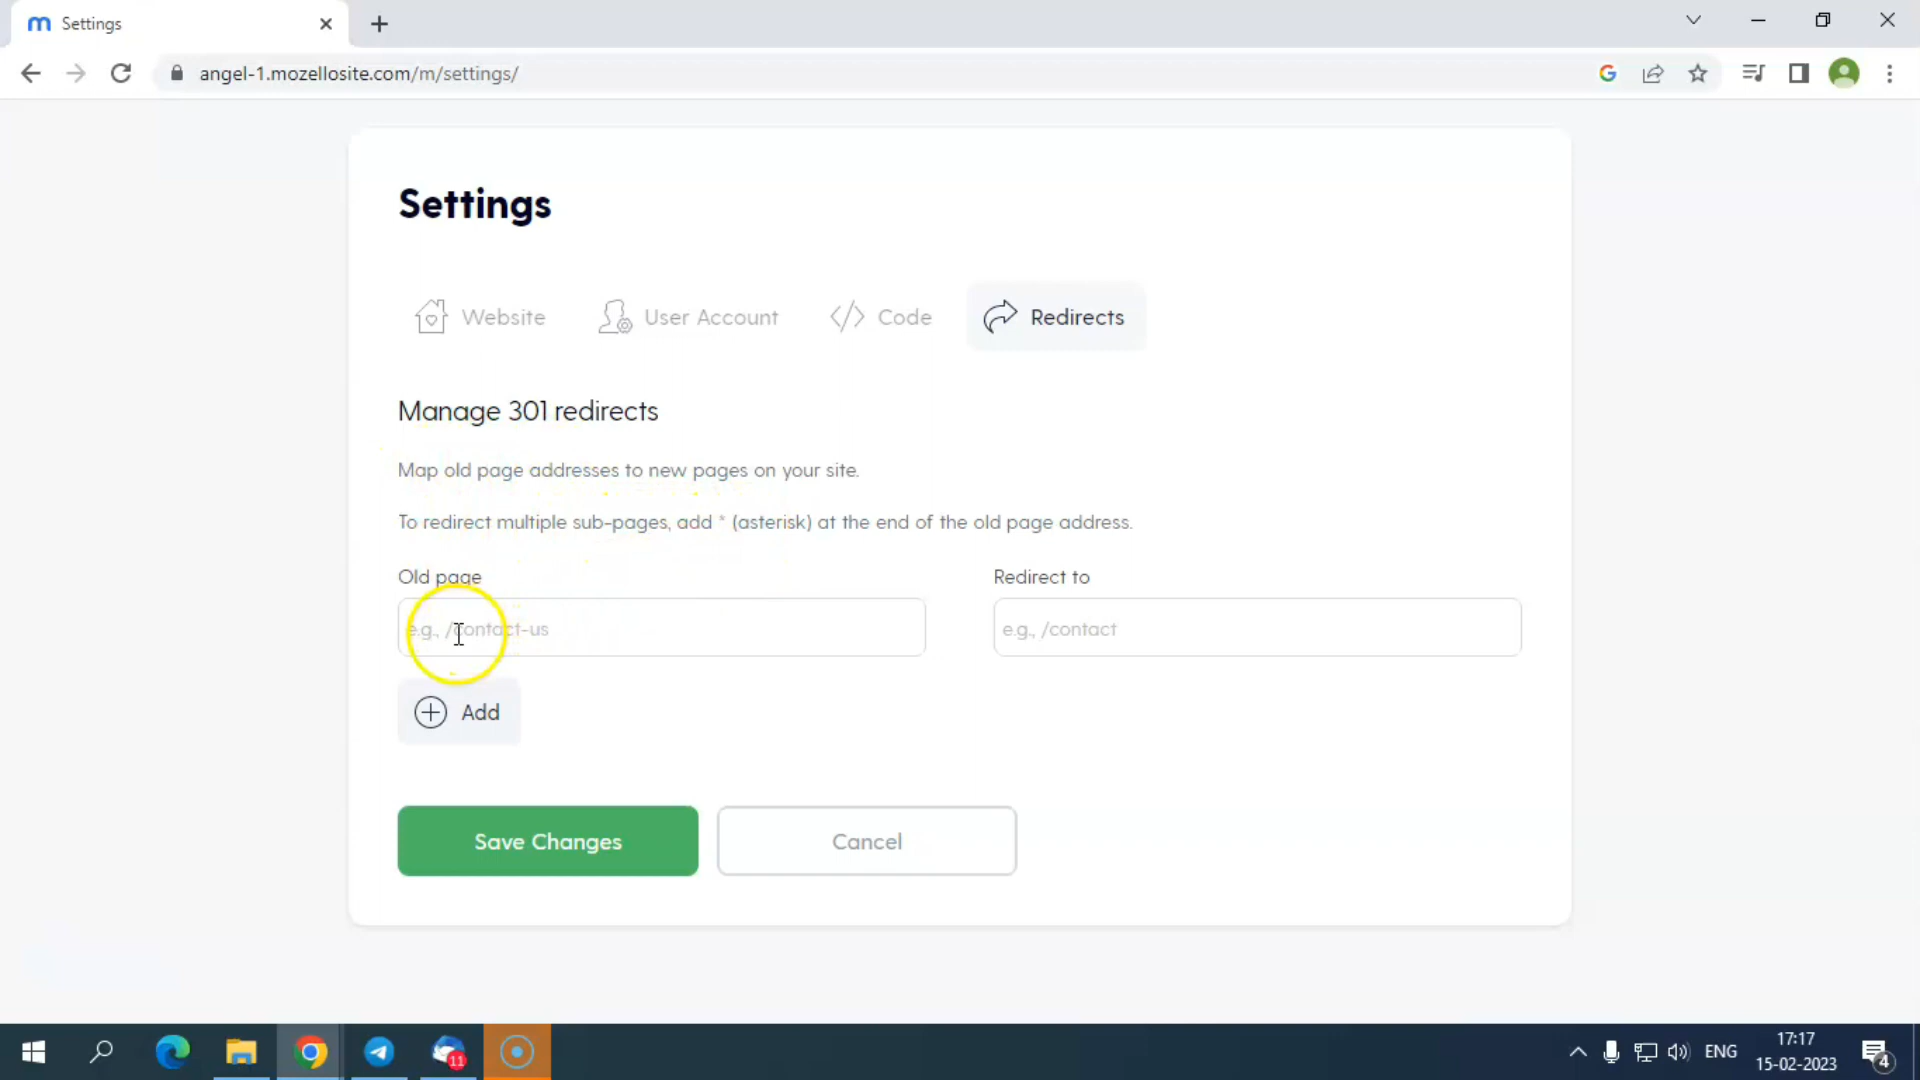 m Settings
angel-1.mozellosite.com/m/settings/
Settings
Website User Account </> Code Redirects
Manage 301 redirects
Map old page addresses to new pages on your site.
To redirect multiple sub-pages, add * (asterisk) at the end of the old page address.
Old page Redirect to
e.g., /contact-us e.g., /contact
Add
Save Changes Cancel
11 ENG 17:17
15-02-2023 4